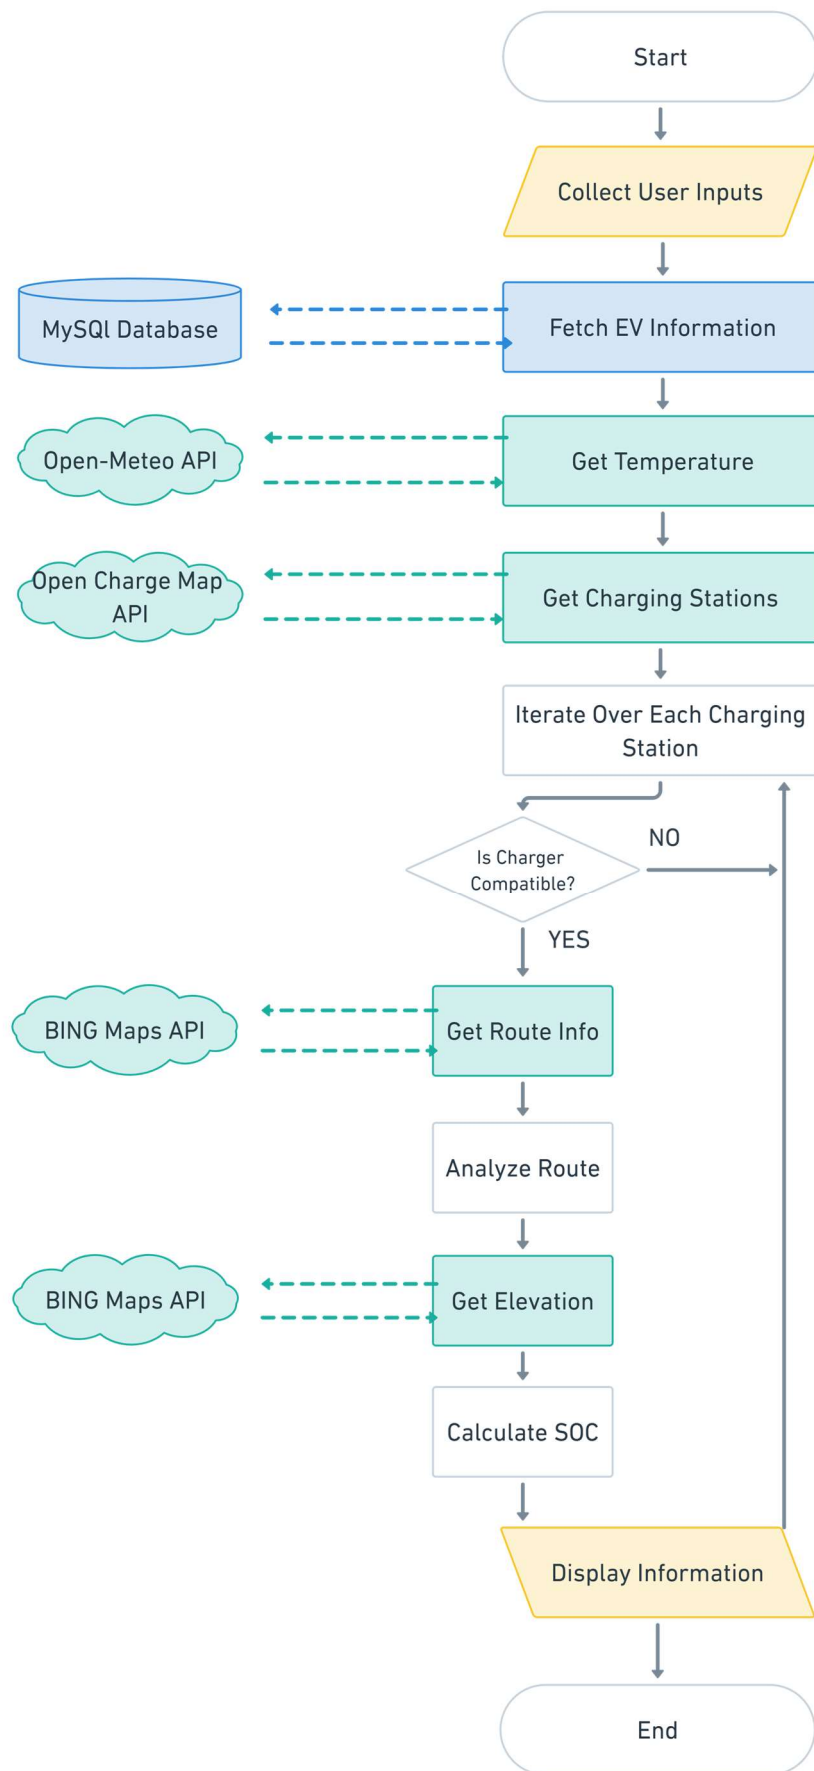 Start
Collect User Inputs
MySQl Database
Fetch EV Information
Open-Meteo API
Get Temperature
Open Charge Map
API
Get Charging Stations
Iterate Over Each Charging
Station
Is Charger
Compatible?
NO
YES
BING Maps API
Get Route Info
Analyze Route
BING Maps API
Get Elevation
Calculate SOC
Display Information
End